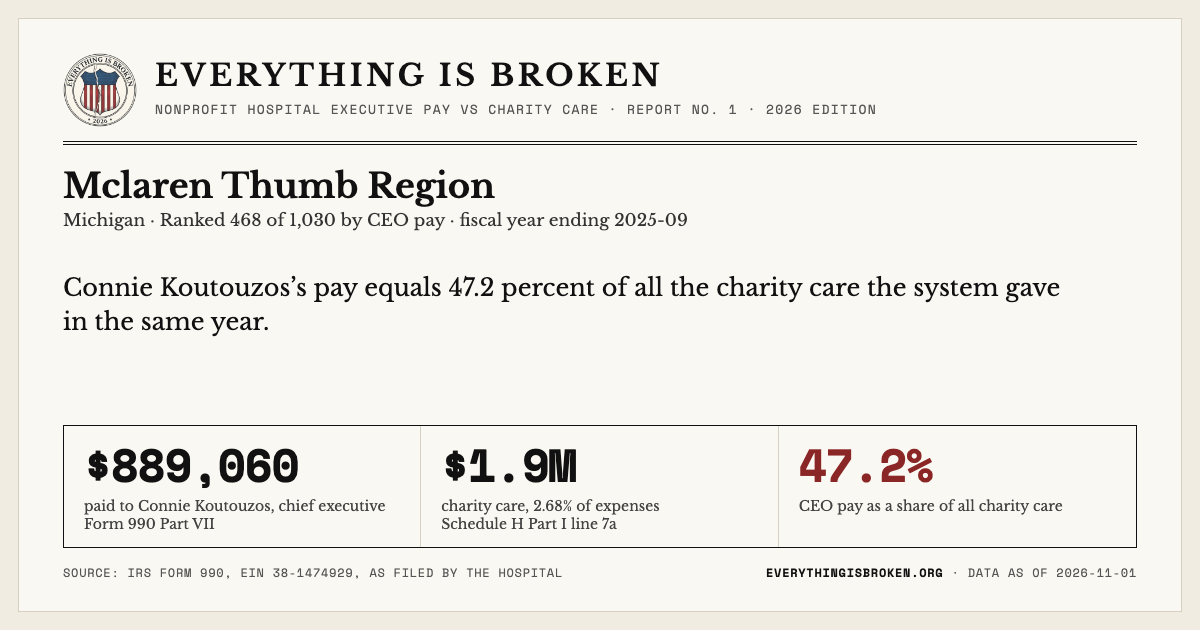 EVERYTHING IS BROKEN
· 2026 ·
EVERYTHING IS BROKEN
NONPROFIT HOSPITAL EXECUTIVE PAY VS CHARITY CARE · REPORT NO. 1 · 2026 EDITION
Mclaren Thumb Region
Michigan · Ranked 468 of 1,030 by CEO pay · fiscal year ending 2025-09
Connie Koutouzos’s pay equals 47.2 percent of all the charity care the system gave
in the same year.
$889,060
paid to Connie Koutouzos, chief executive
Form 990 Part VII
$1.9M
charity care, 2.68% of expenses
Schedule H Part I line 7a
47.2%
CEO pay as a share of all charity care
SOURCE: IRS FORM 990, EIN 38-1474929, AS FILED BY THE HOSPITAL
EVERYTHINGISBROKEN.ORG · DATA AS OF 2026-11-01